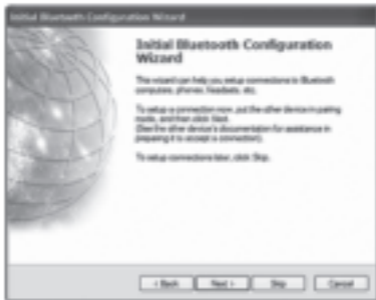 Initial Bluetooth Configuration Wizard
Initial Bluetooth Configuration
Wizard
The wizard can help you setup connections to Bluetooth
computers, phones, headsets, etc.
To setup a connection now, put the other device in pairing
mode, and then click Next.
(See the other device's documentation for assistance in
preparing it to accept a connection).
To setup connections later, click Skip.
< Back
Next >
Skip
Cancel